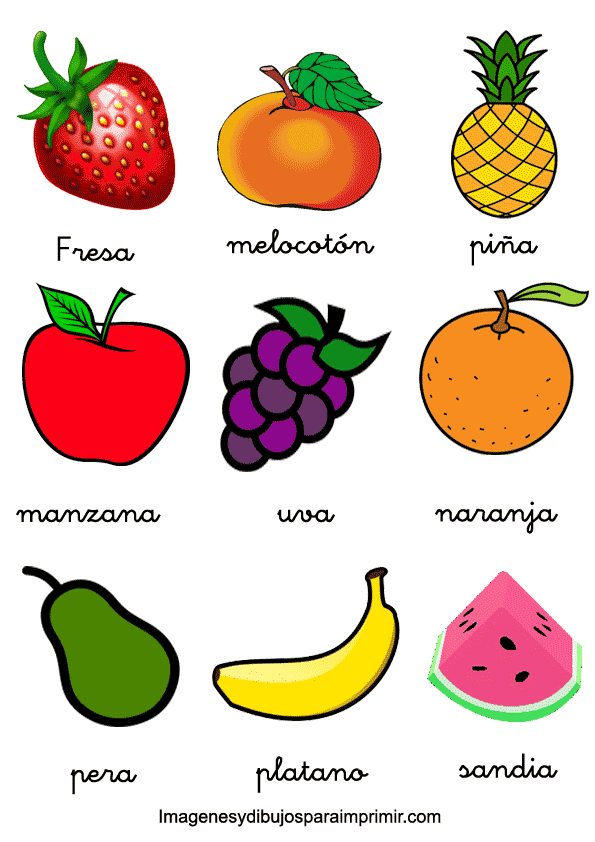 Fresa
melocotón
piña
manzana
uva
naranja
pera
platano
sandia
Imagenesydibujosparaimprimir.com